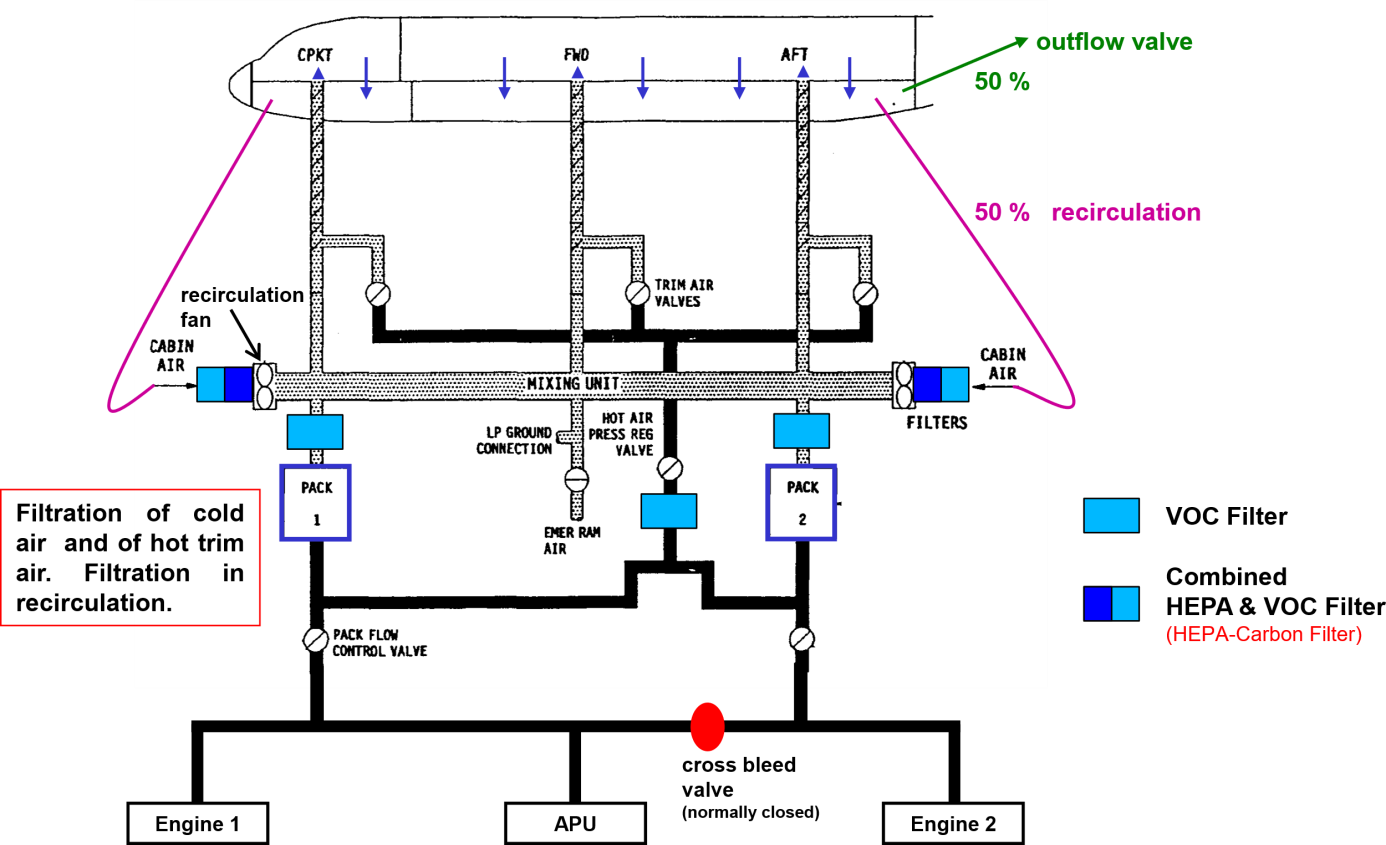 CPKT
FWD
AFT
outflow valve
50 %
50 % recirculation
recirculation
fan
TRIM AIR
VALVES
CABIN
AIR
CABIN
AIR
MIXING UNIT
FILTERS
LP GROUND
CONNECTION
HOT AIR
PRESS REG
VALVE
PACK
1
PACK
2
EMER RAM
AIR
Filtration of cold
air and of hot trim
air. Filtration in
recirculation.
VOC Filter
Combined
HEPA & VOC Filter
(HEPA-Carbon Filter)
PACK FLOW
CONTROL VALVE
cross bleed
valve
(normally closed)
Engine 1
APU
Engine 2